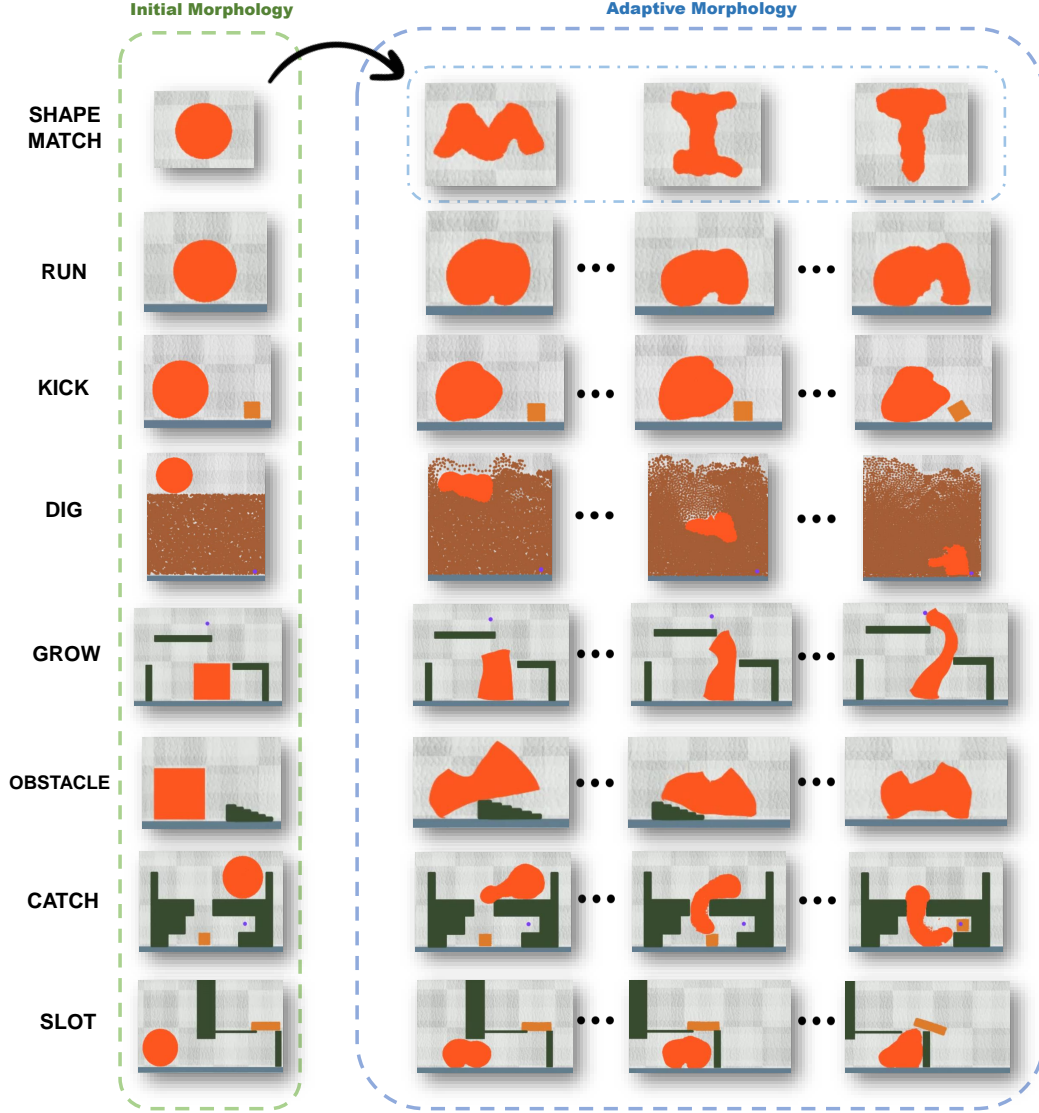 Initial Morphology
Adaptive Morphology
SHAPE
MATCH
RUN
KICK
DIG
GROW
OBSTACLE
CATCH
SLOT